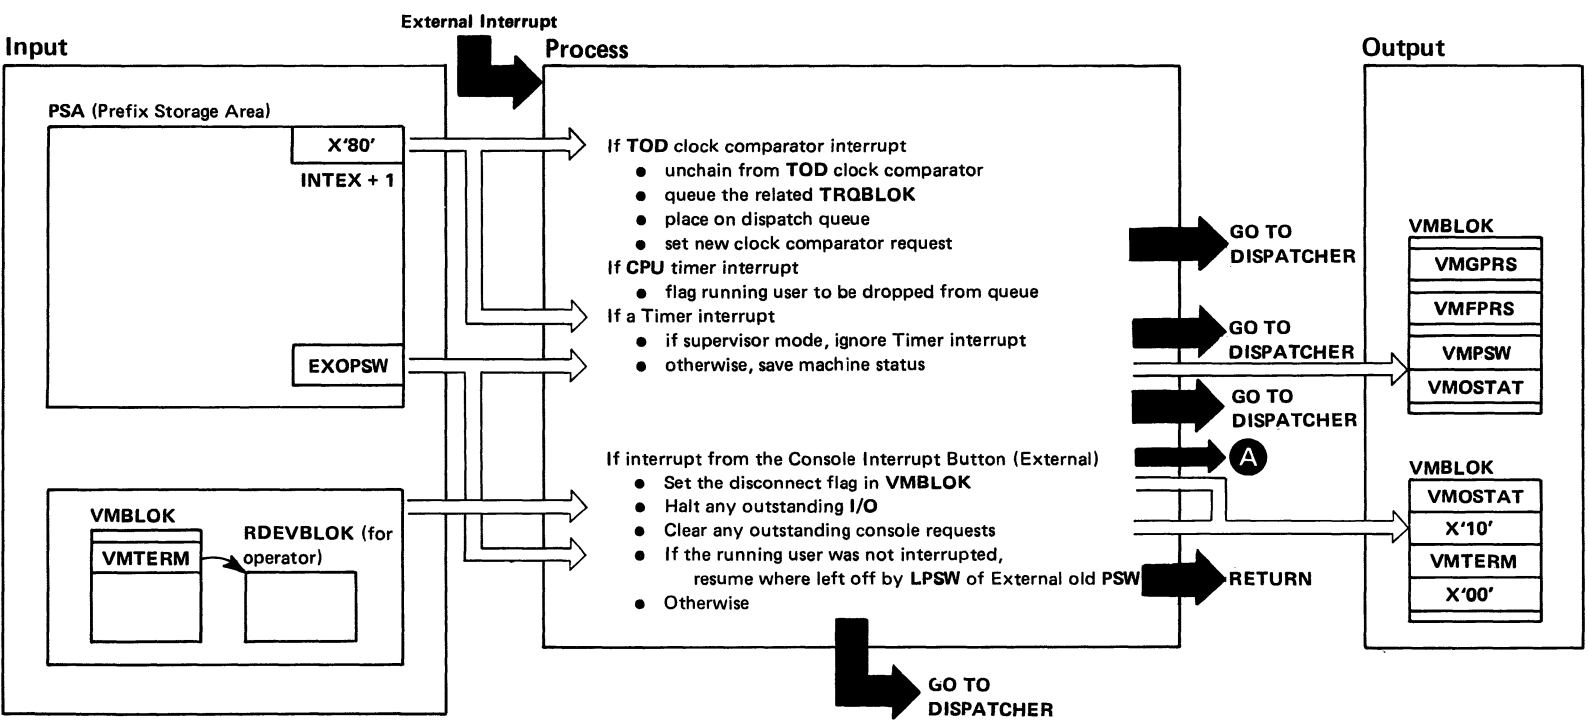 External Interrupt
Input
Process
Output
PSA (Prefix Storage Area)
X‘80’
INTEX + 1
EXOPSW
VMBLOK
VMTERM
RDEVBLOK (for
operator)
If TOD clock comparator interrupt
● unchain from TOD clock comparator
● queue the related TRQBLOK
● place on dispatch queue
● set new clock comparator request
If CPU timer interrupt
● flag running user to be dropped from queue
If a Timer interrupt
● if supervisor mode, ignore Timer interrupt
● otherwise, save machine status
If interrupt from the Console Interrupt Button (External)
● Set the disconnect flag in VMBLOK
● Halt any outstanding I/O
● Clear any outstanding console requests
● If the running user was not interrupted,
resume where left off by LPSW of External old PSW
● Otherwise
GO TO
DISPATCHER
GO TO
DISPATCHER
GO TO
DISPATCHER
A
RETURN
GO TO
DISPATCHER
VMBLOK
VMGPRS
VMFPRS
VMPSW
VMOSTAT
VMBLOK
VMOSTAT
X‘10’
VMTERM
X‘00’